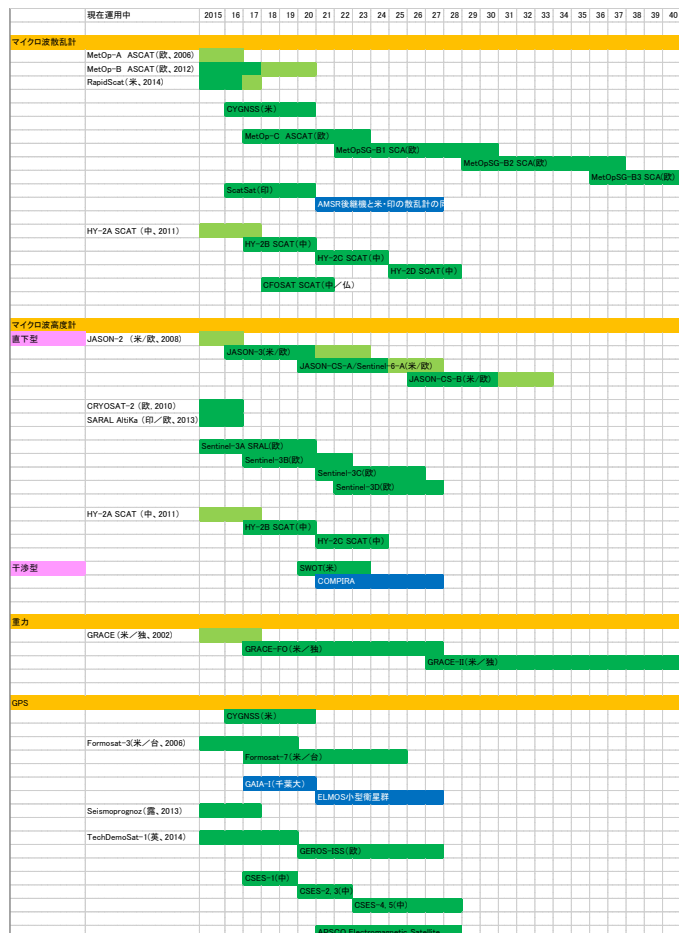 現在運用中 2015 16 17 18 19 20 21 22 23 24 25 26 27 28 29 30 31 32 33 34 35 36 37 38 39 40
マイクロ波散乱計
MetOp-A ASCAT(欧、2006)
MetOp-B ASCAT(欧、2012)
RapidScat(米、2014)
CYGNSS(米)
MetOp-C ASCAT(欧)
MetOpSG-B1 SCA(欧)
MetOpSG-B2 SCA(欧)
MetOpSG-B3 SCA(欧)
ScatSat(印)
AMSR後継機と米・印の散乱計の
HY-2A SCAT (中、2011)
HY-2B SCAT(中)
HY-2C SCAT(中)
HY-2D SCAT(中)
CFOSAT SCAT(中/仏)
マイクロ波高度計
直下型 JASON-2 (米/欧、2008)
JASON-3(米/欧)
JASON-CS-A/Sentinel-6-A(米/欧)
JASON-CS-B(米/欧)
CRYOSAT-2 (欧, 2010)
SARAL AltiKa (印/欧、2013)
Sentinel-3A SRAL(欧)
Sentinel-3B(欧)
Sentinel-3C(欧)
Sentinel-3D(欧)
HY-2A SCAT (中、2011)
HY-2B SCAT(中)
HY-2C SCAT(中)
干渉型 SWOT(米)
COMPIRA
重力
GRACE(米/独、2002)
GRACE-FO(米/独)
GRACE-II(米/独)
GPS
CYGNSS(米)
Formosat-3(米/台、2006)
Formosat-7(米/台)
GAIA-I(千葉大)
ELMOS小型衛星群
Seismoprognoz(露、2013)
TechDemoSat-1(英、2014)
GEROS-ISS(欧)
CSES-1(中)
CSES-2, 3(中)
CSES-4, 5(中)
APSCO Electromagnetic Satellite